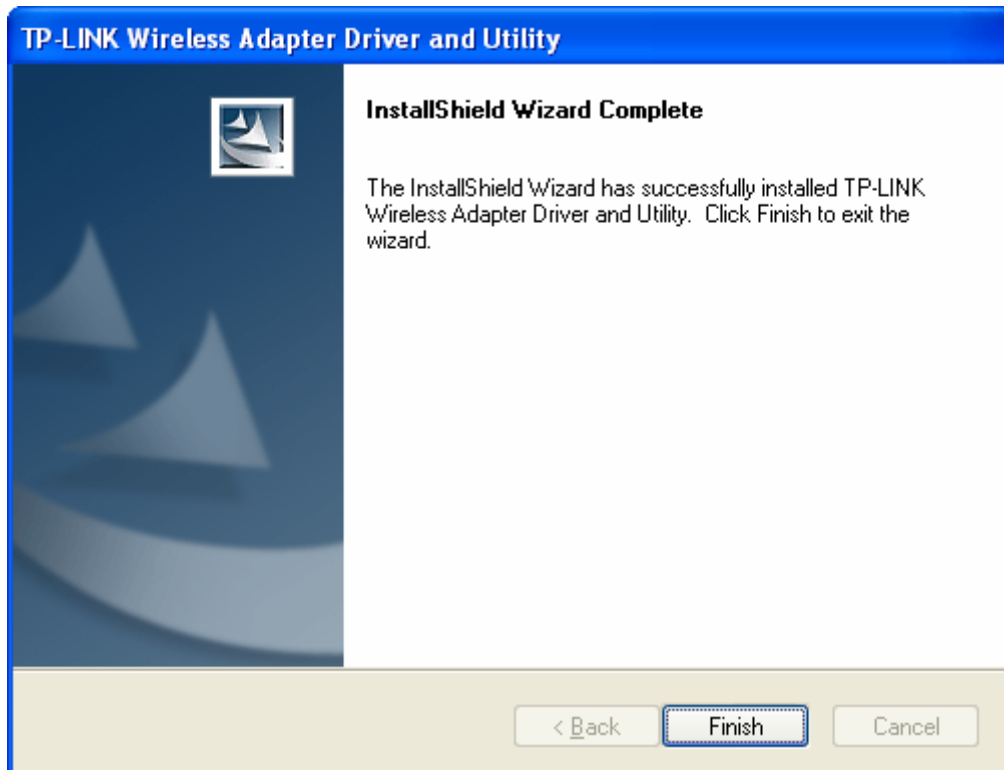 TP-LINK Wireless Adapter Driver and Utility
InstallShield Wizard Complete
The InstallShield Wizard has successfully installed TP-LINK
Wireless Adapter Driver and Utility.  Click Finish to exit the
wizard.
< Back
Finish
Cancel